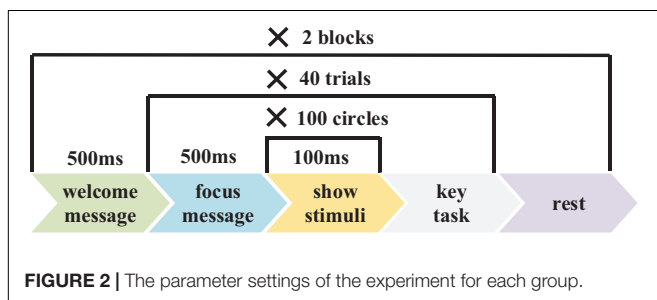 × 2 blocks
× 40 trials
× 100 circles
500ms 500ms 100ms
welcome message
focus message
show stimuli
key task
rest
FIGURE 2 | The parameter settings of the experiment for each group.